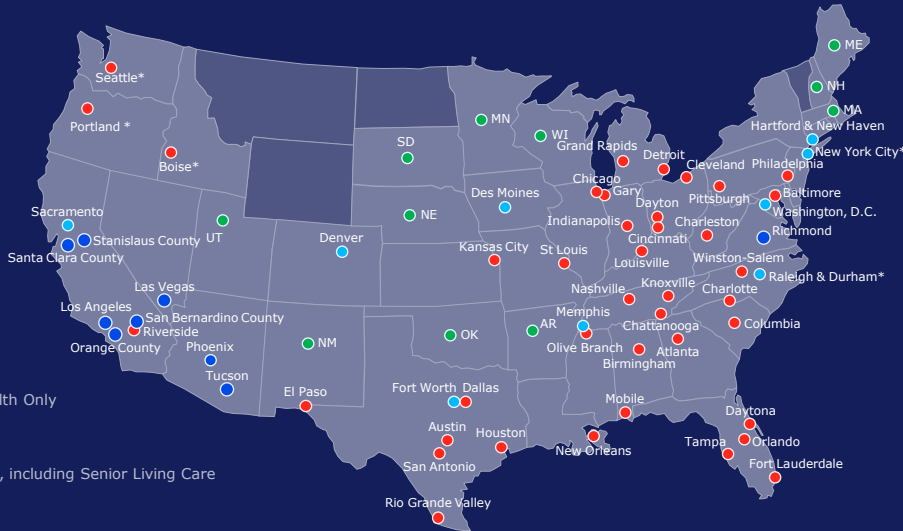 ME
Seattle*
NH
Portland *
MN
MA
WI
Hartford & New Haven
SD
Grand Rapids
Detroit
New York City*
Boise*
Cleveland
Philadelphia
Chicago
Gary
Des Moines
Pittsburgh
Baltimore
Dayton
Sacramento
NE
Washington, D.C.
Indianapolis
Charleston
Richmond
Stanislaus County
UT
Denver
Cincinnati
Santa Clara County
Kansas City
St Louis
Louisville
Winston-Salem
Raleigh & Durham*
Las Vegas
Nashville
Knoxville
Charlotte
Los Angeles
San Bernardino County
Memphis
Riverside
AR
Chattanooga
Columbia
Orange County
Phoenix
NM
OK
Olive Branch
Atlanta
Birmingham
Tucson
El Paso
Fort Worth
Dallas
lth Only
Mobile
Daytona
Austin
Houston
New Orleans
Tampa
Orlando
San Antonio
Fort Lauderdale
, including Senior Living Care
Rio Grande Valley